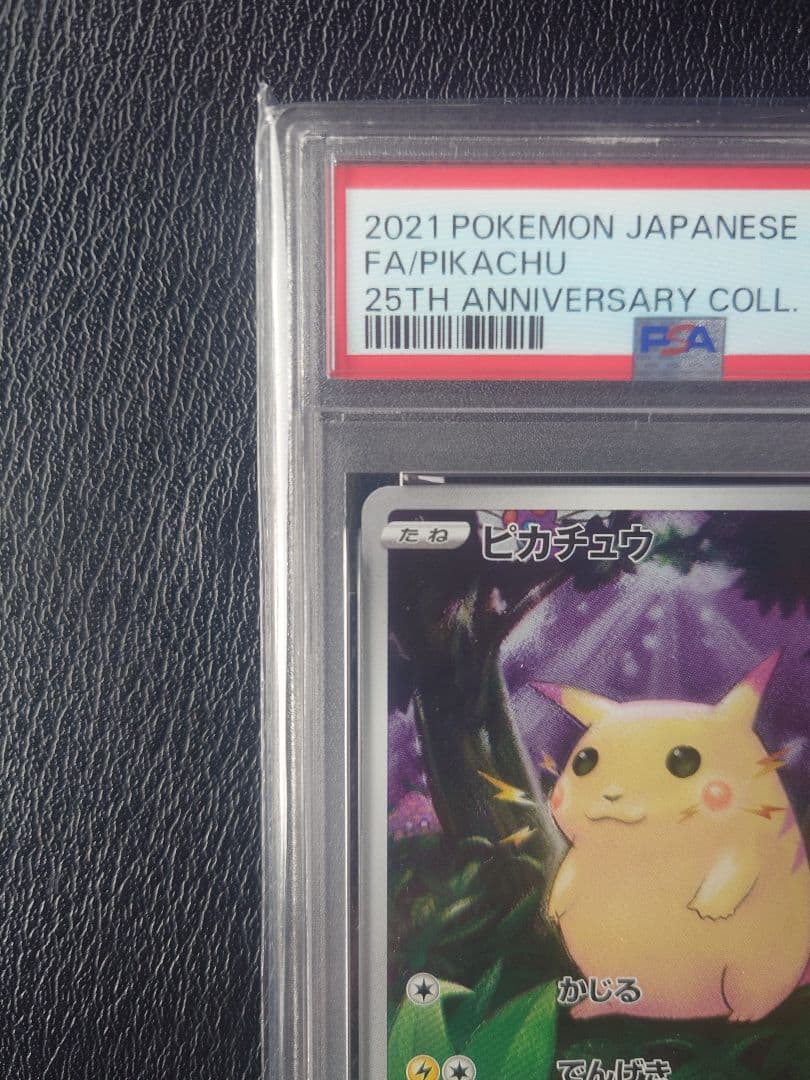 2021 POKEMON JAPANESE
FA/PIKACHU
25TH ANNIVERSARY COLL.
PSA
たね ピカチュウ
かじる
でんげき